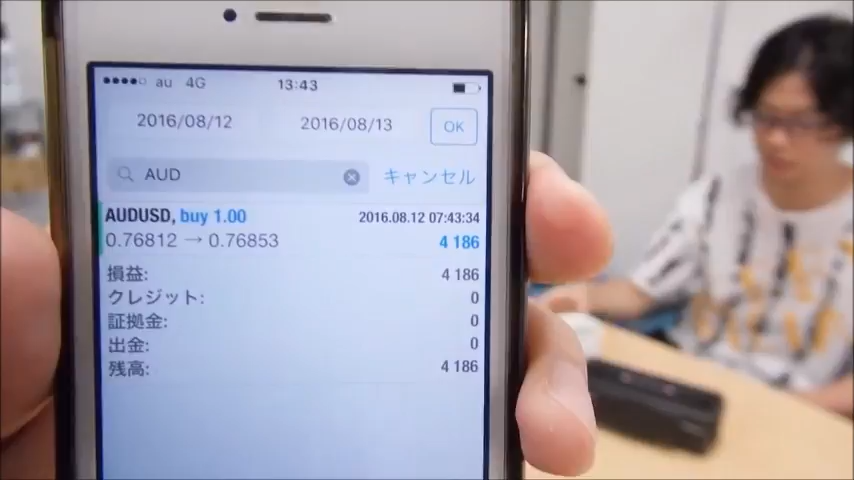 au 4G 13:43
2016/08/12 2016/08/13 OK
AUD キャンセル
AUDUSD, buy 1.00 2016.08.12 07:43:34
0.76812 → 0.76853 4 186
損益: 4 186
クレジット: 0
証拠金: 0
出金: 0
残高: 4 186